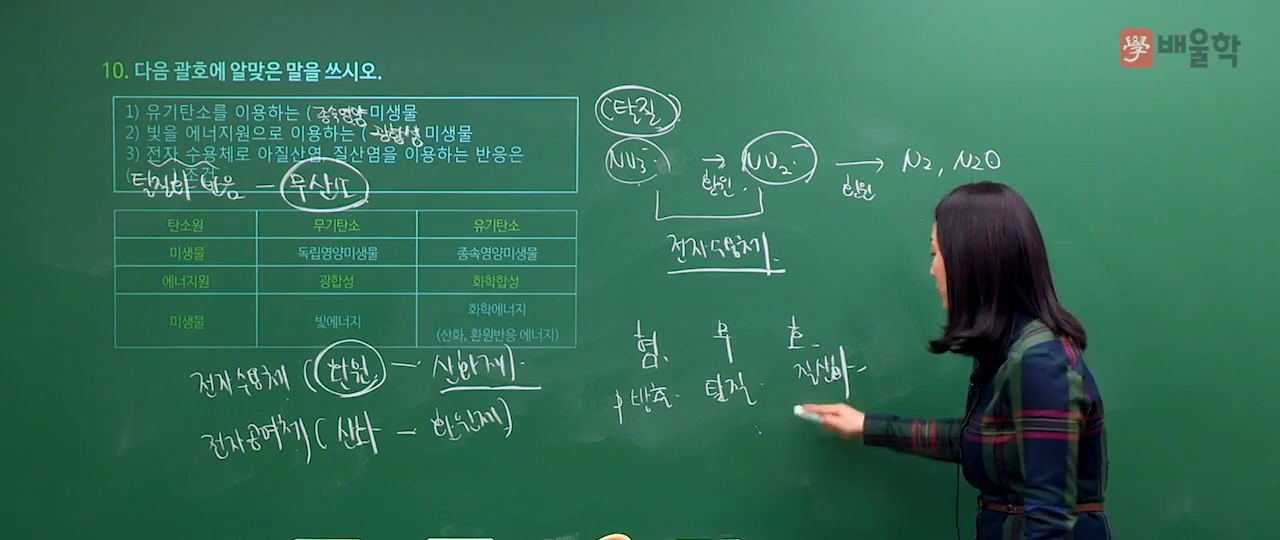 學 배울학
10. 다음 괄호에 알맞은 말을 쓰시오.
1) 유기탄소를 이용하는 (종속영양 미생물
2) 빛을 에너지원으로 이용하는 (광합성 미생물
3) 전자 수용체로 아질산염, 질산염을 이용하는 반응은
탈질화 반응 - 무산소 조건
탄소원 무기탄소 유기탄소
미생물 독립영양미생물 종속영양미생물
에너지원 광합성 화학합성
미생물 빛에너지 화학에너지
(산화, 환원반응 에너지)
전자수용체 (환원 - 산화제)
전자공여체 (산화 - 환원제)
(탈질)
NO3- → NO2- → N2, N2O
환원 환원
전자수용체
혐 무 호
P방출 탈질 질산화